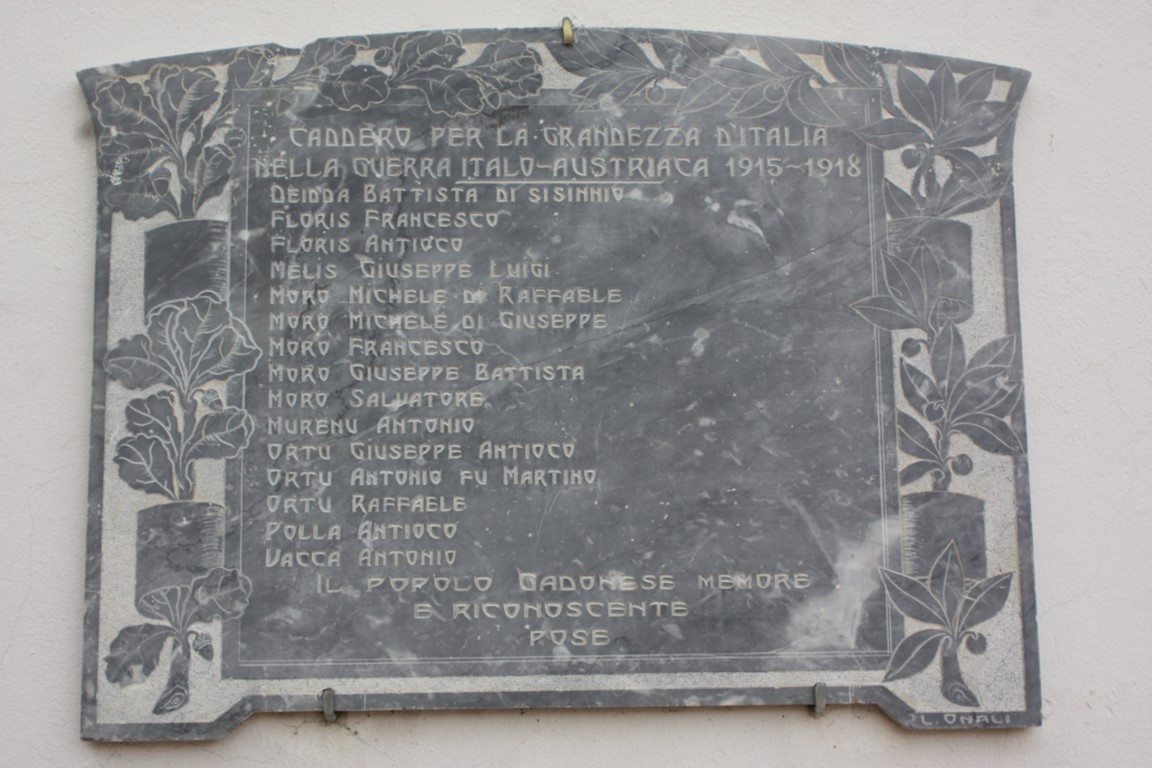 CADDERO PER LA GRANDEZZA D'ITALIA
NELLA GUERRA ITALO-AUSTRIACA 1915~1918
DEIDDA BATTISTA DI SISINNIO
FLORIS FRANCESCO
FLORIS ANTIOCO
MELIS GIUSEPPE LUIGI
MORO MICHELE DI RAFFAELE
MORO MICHELE DI GIUSEPPE
MORO FRANCESCO
MORO GIUSEPPE BATTISTA
MORO SALVATORE
MURENU ANTONIO
ORTU GIUSEPPE ANTIOCO
ORTU ANTONIO FU MARTINO
ORTU RAFFAELE
POLLA ANTIOCO
VACCA ANTONIO
IL POPOLO GADONESE MEMORE
E RICONOSCENTE
POSE
L. ONALI